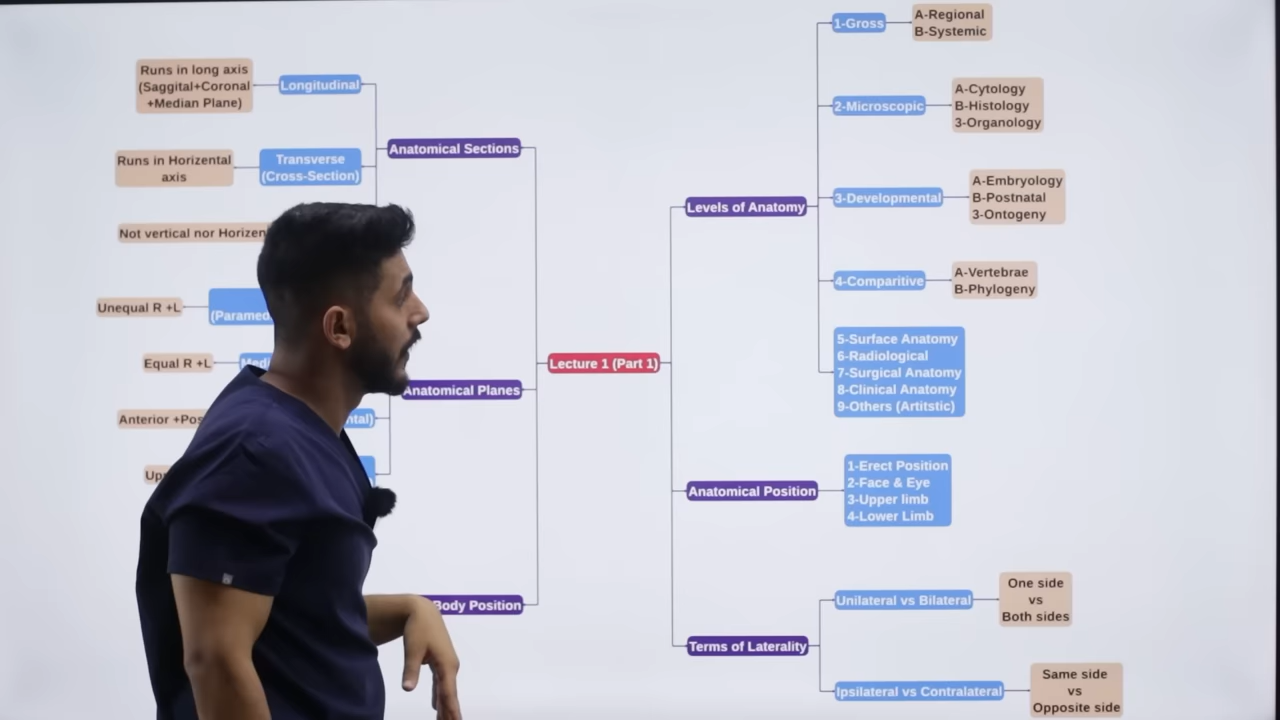 Runs in long axis
(Saggital+Coronal
+Median Plane)
Longitudinal
Runs in Horizental
axis
Transverse
(Cross-Section)
Anatomical Sections
Not vertical nor
Unequal R +L
Equal R +L
Anterior
Anatomical Planes
Body Position
Lecture 1 (Part 1)
Levels of Anatomy
1-Gross
A-Regional
B-Systemic
2-Microscopic
A-Cytology
B-Histology
3-Organology
3-Developmental
A-Embryology
B-Postnatal
3-Ontogeny
4-Comparitive
A-Vertebrae
B-Phylogeny
5-Surface Anatomy
6-Radiological
7-Surgical Anatomy
8-Clinical Anatomy
9-Others (Artitstic)
Anatomical Position
1-Erect Position
2-Face & Eye
3-Upper limb
4-Lower Limb
Terms of Laterality
Unilateral vs Bilateral
One side
vs
Both sides
Ipsilateral vs Contralateral
Same side
vs
Opposite side